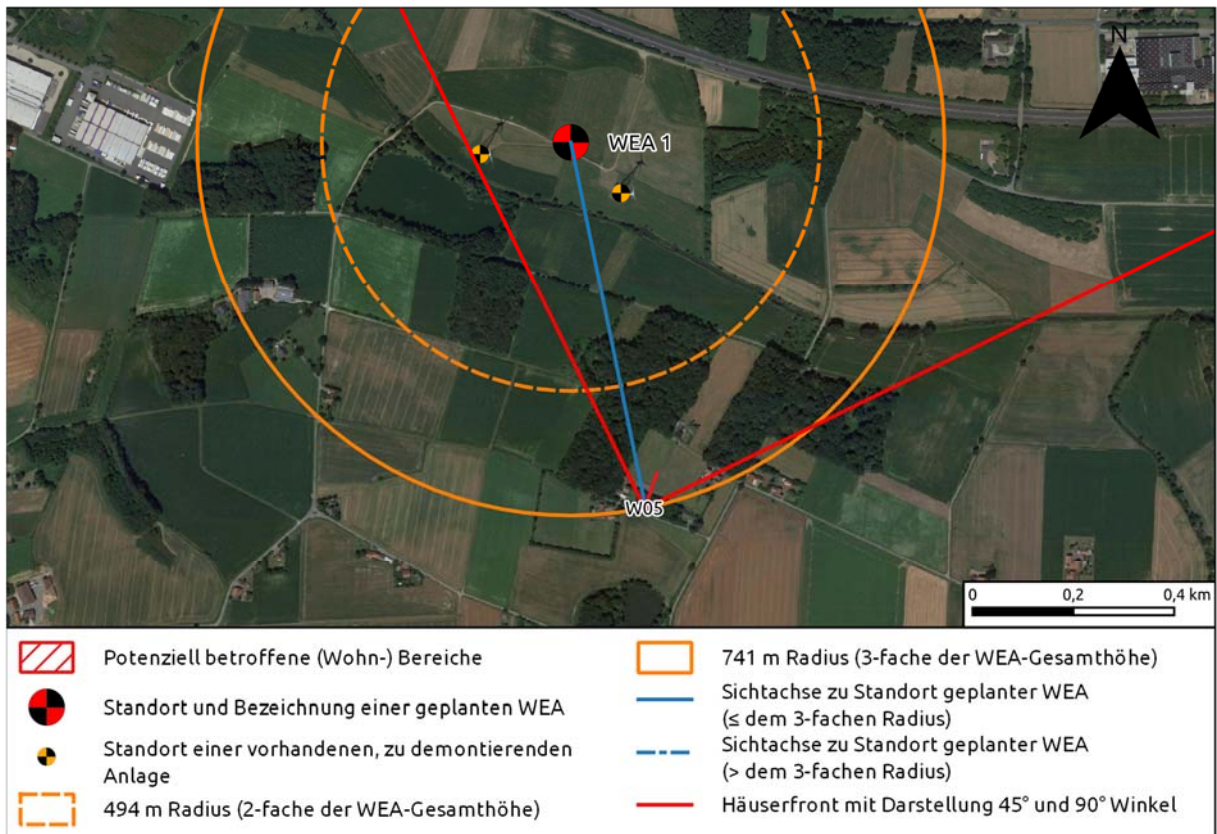 N
WEA 1
W05
0 0,2 0,4 km
Potenziell betroffene (Wohn-) Bereiche
Standort und Bezeichnung einer geplanten WEA
Standort einer vorhandenen, zu demontierenden
Anlage
494 m Radius (2-fache der WEA-Gesamthöhe)
741 m Radius (3-fache der WEA-Gesamthöhe)
Sichtachse zu Standort geplanter WEA
(≤ dem 3-fachen Radius)
Sichtachse zu Standort geplanter WEA
(> dem 3-fachen Radius)
Häuserfront mit Darstellung 45° und 90° Winkel